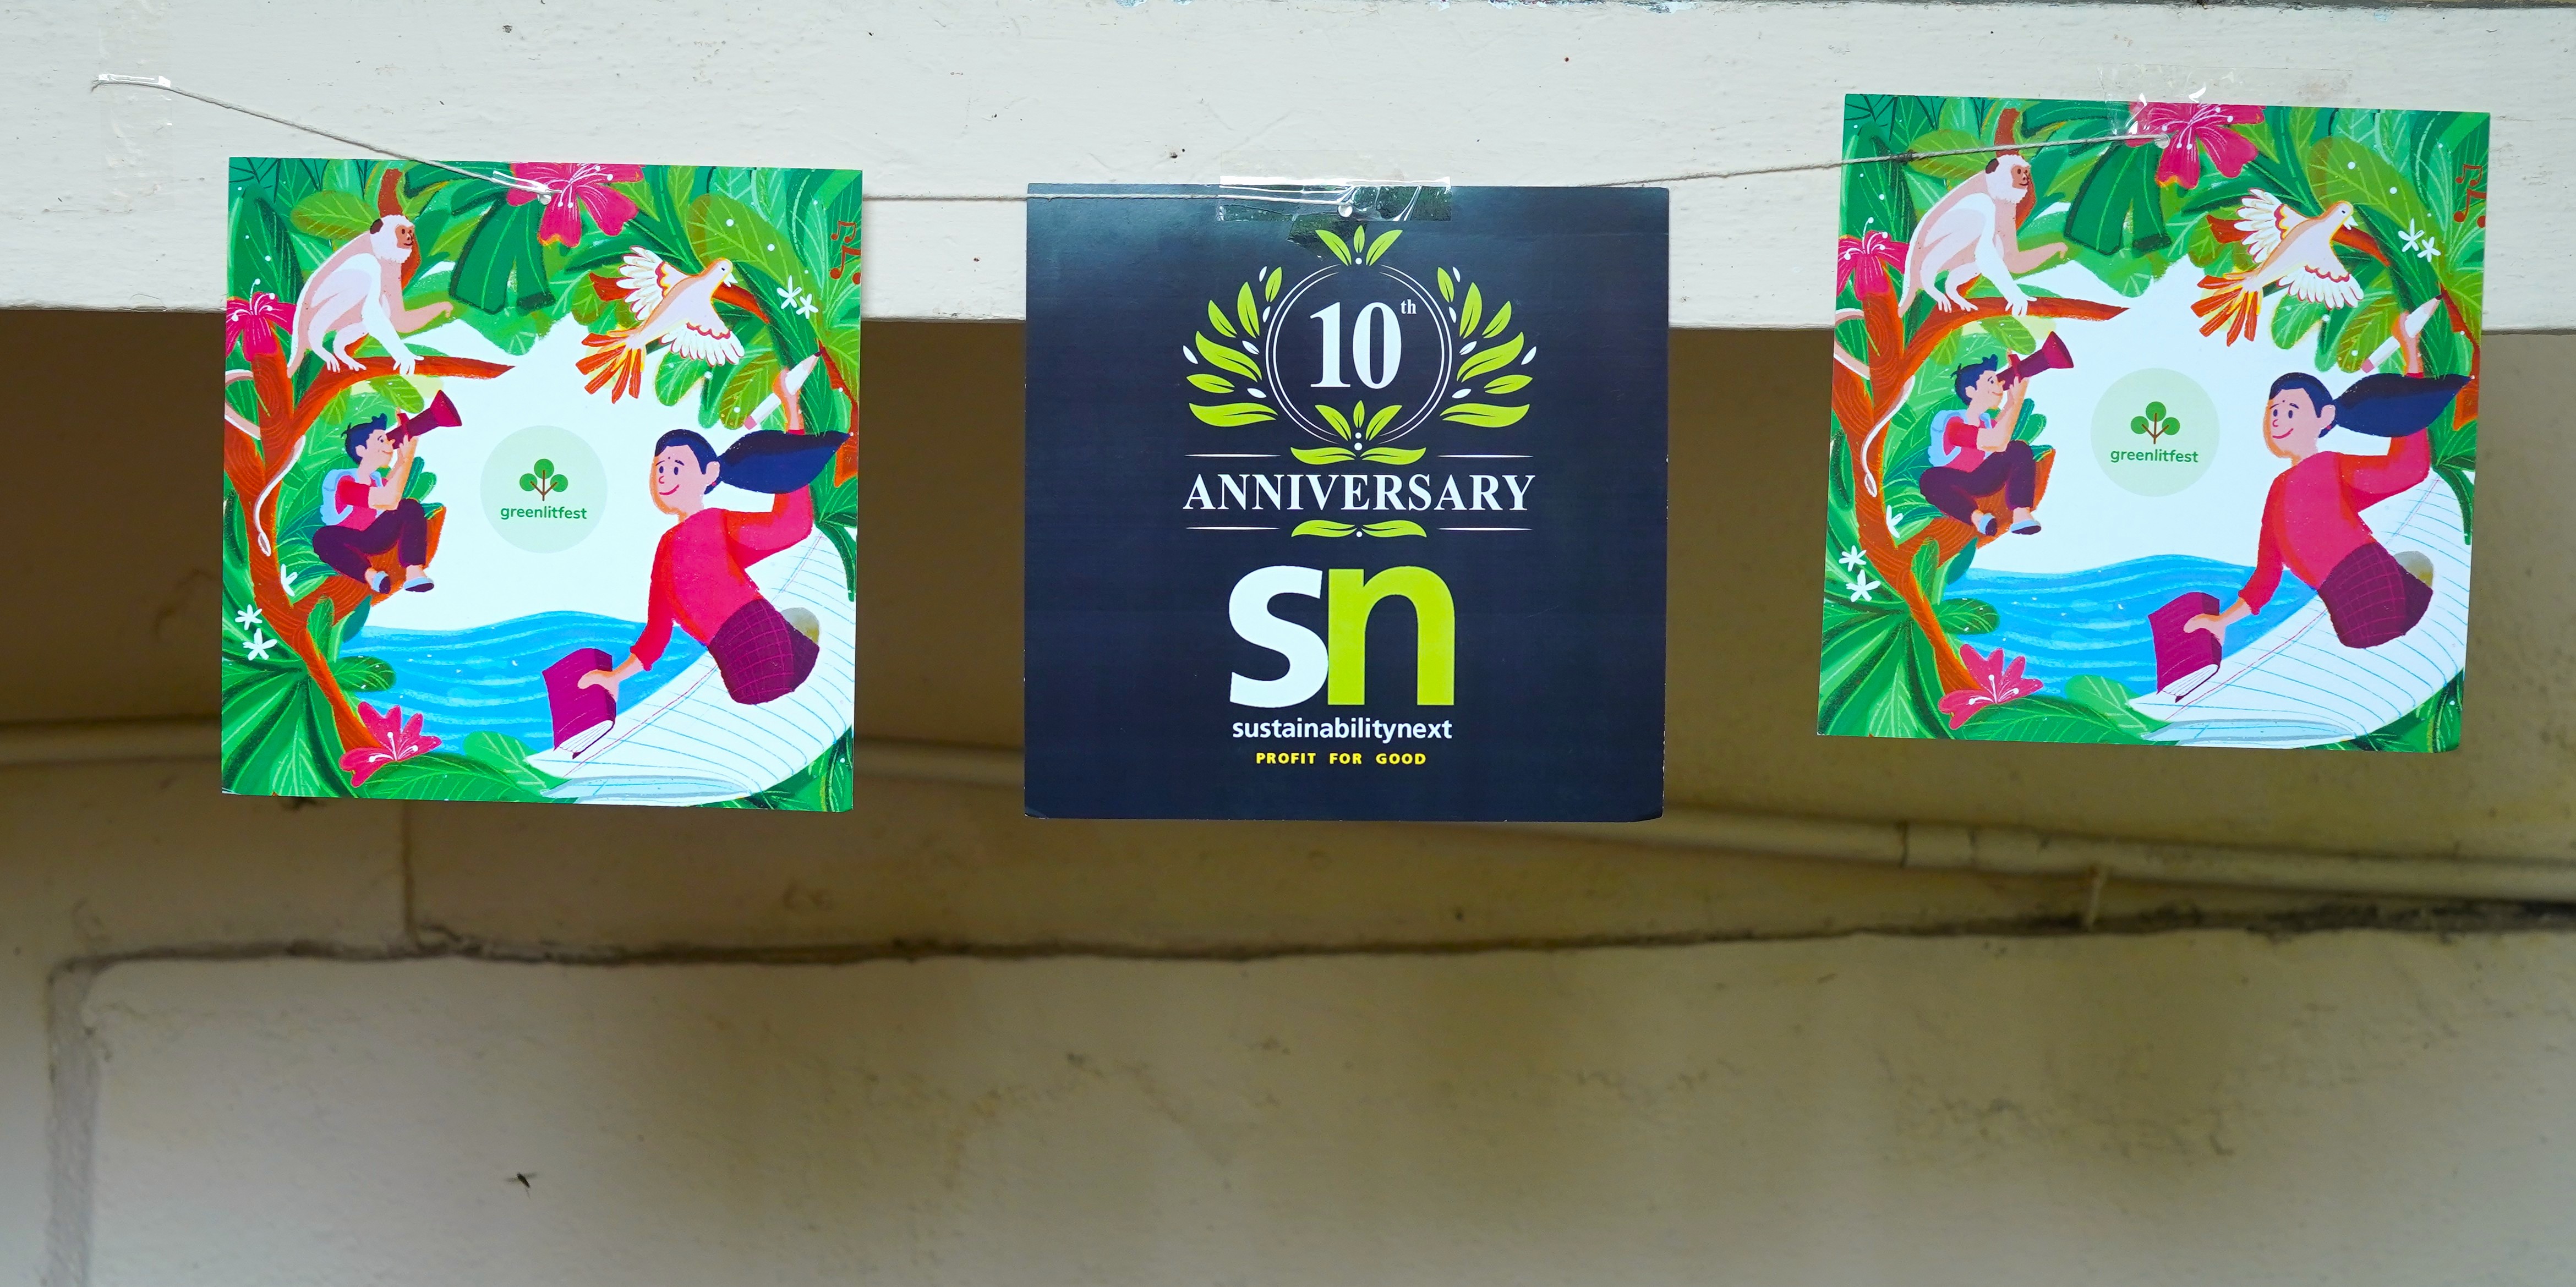 greenlitfest
10th
ANNIVERSARY
sn
sustainabilitynext
PROFIT FOR GOOD
greenlitfest